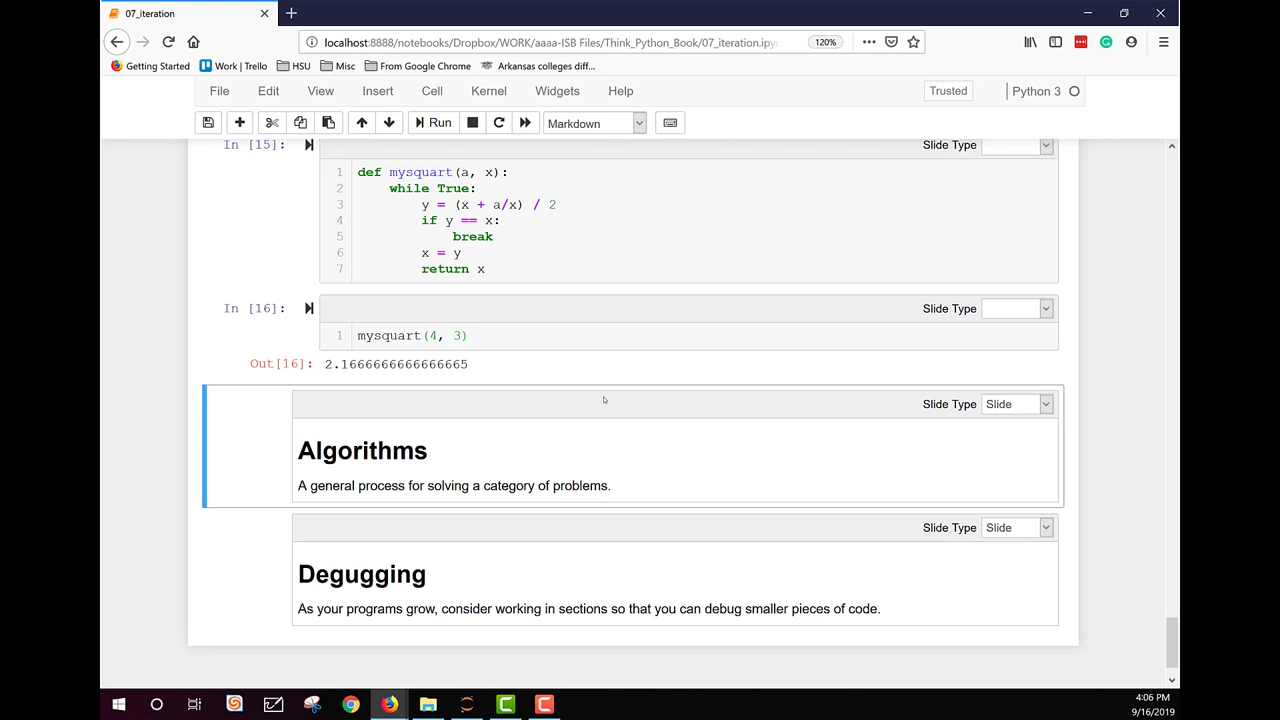 07_iteration
localhost:8888/notebooks/Dropbox/WORK/aaaa-ISB Files/Think_Python_Book/07_iteration.ipyn
120%
Getting Started
Work | Trello
HSU
Misc
From Google Chrome
Arkansas colleges diff...
File Edit View Insert Cell Kernel Widgets Help
Trusted
Python 3
Run
Markdown
In [15]:
Slide Type
1 def mysquart(a, x):
2 while True:
3 y = (x + a/x) / 2
4 if y == x:
5 break
6 x = y
7 return x
In [16]:
Slide Type
1 mysquart(4, 3)
Out[16]: 2.1666666666666665
Slide Type Slide
Algorithms
A general process for solving a category of problems.
Slide Type Slide
Degugging
As your programs grow, consider working in sections so that you can debug smaller pieces of code.
4:06 PM
9/16/2019